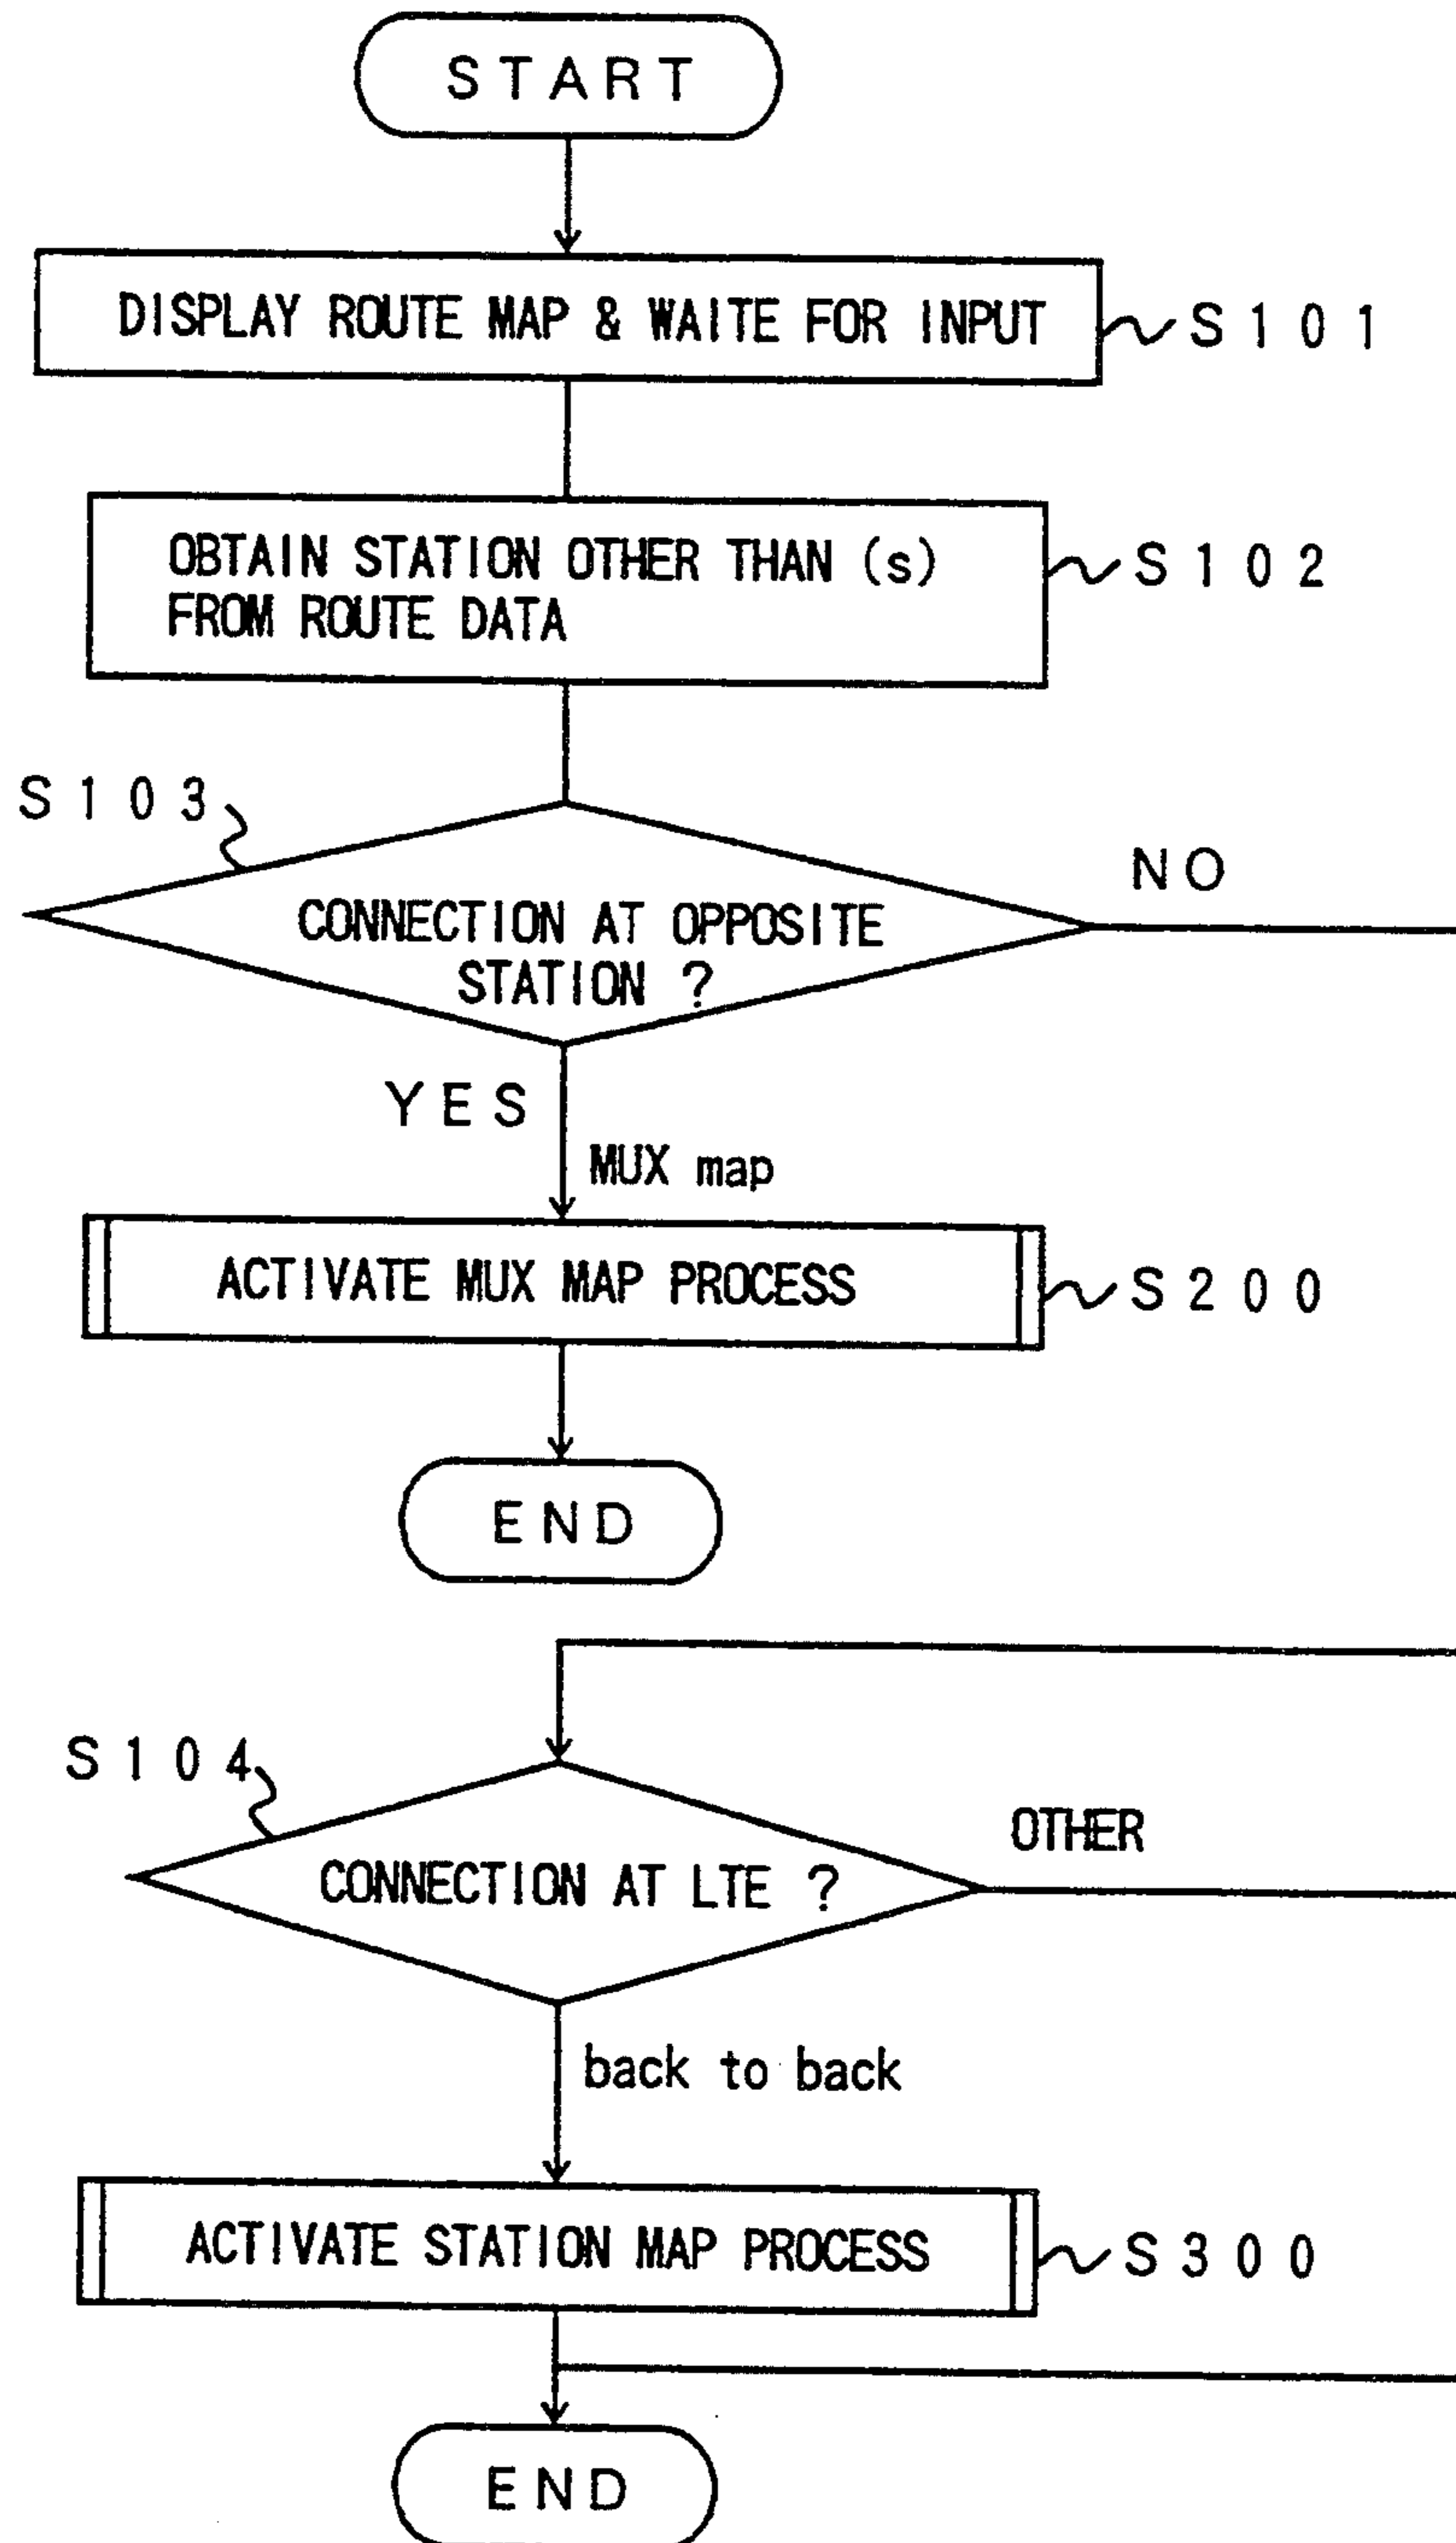 START
DISPLAY ROUTE MAP & WAITE FOR INPUT
S101
OBTAIN STATION OTHER THAN (s)
FROM ROUTE DATA
S102
S103
CONNECTION AT OPPOSITE
STATION ?
NO
YES
MUX map
ACTIVATE MUX MAP PROCESS
S200
END
S104
CONNECTION AT LTE ?
OTHER
back to back
ACTIVATE STATION MAP PROCESS
S300
END